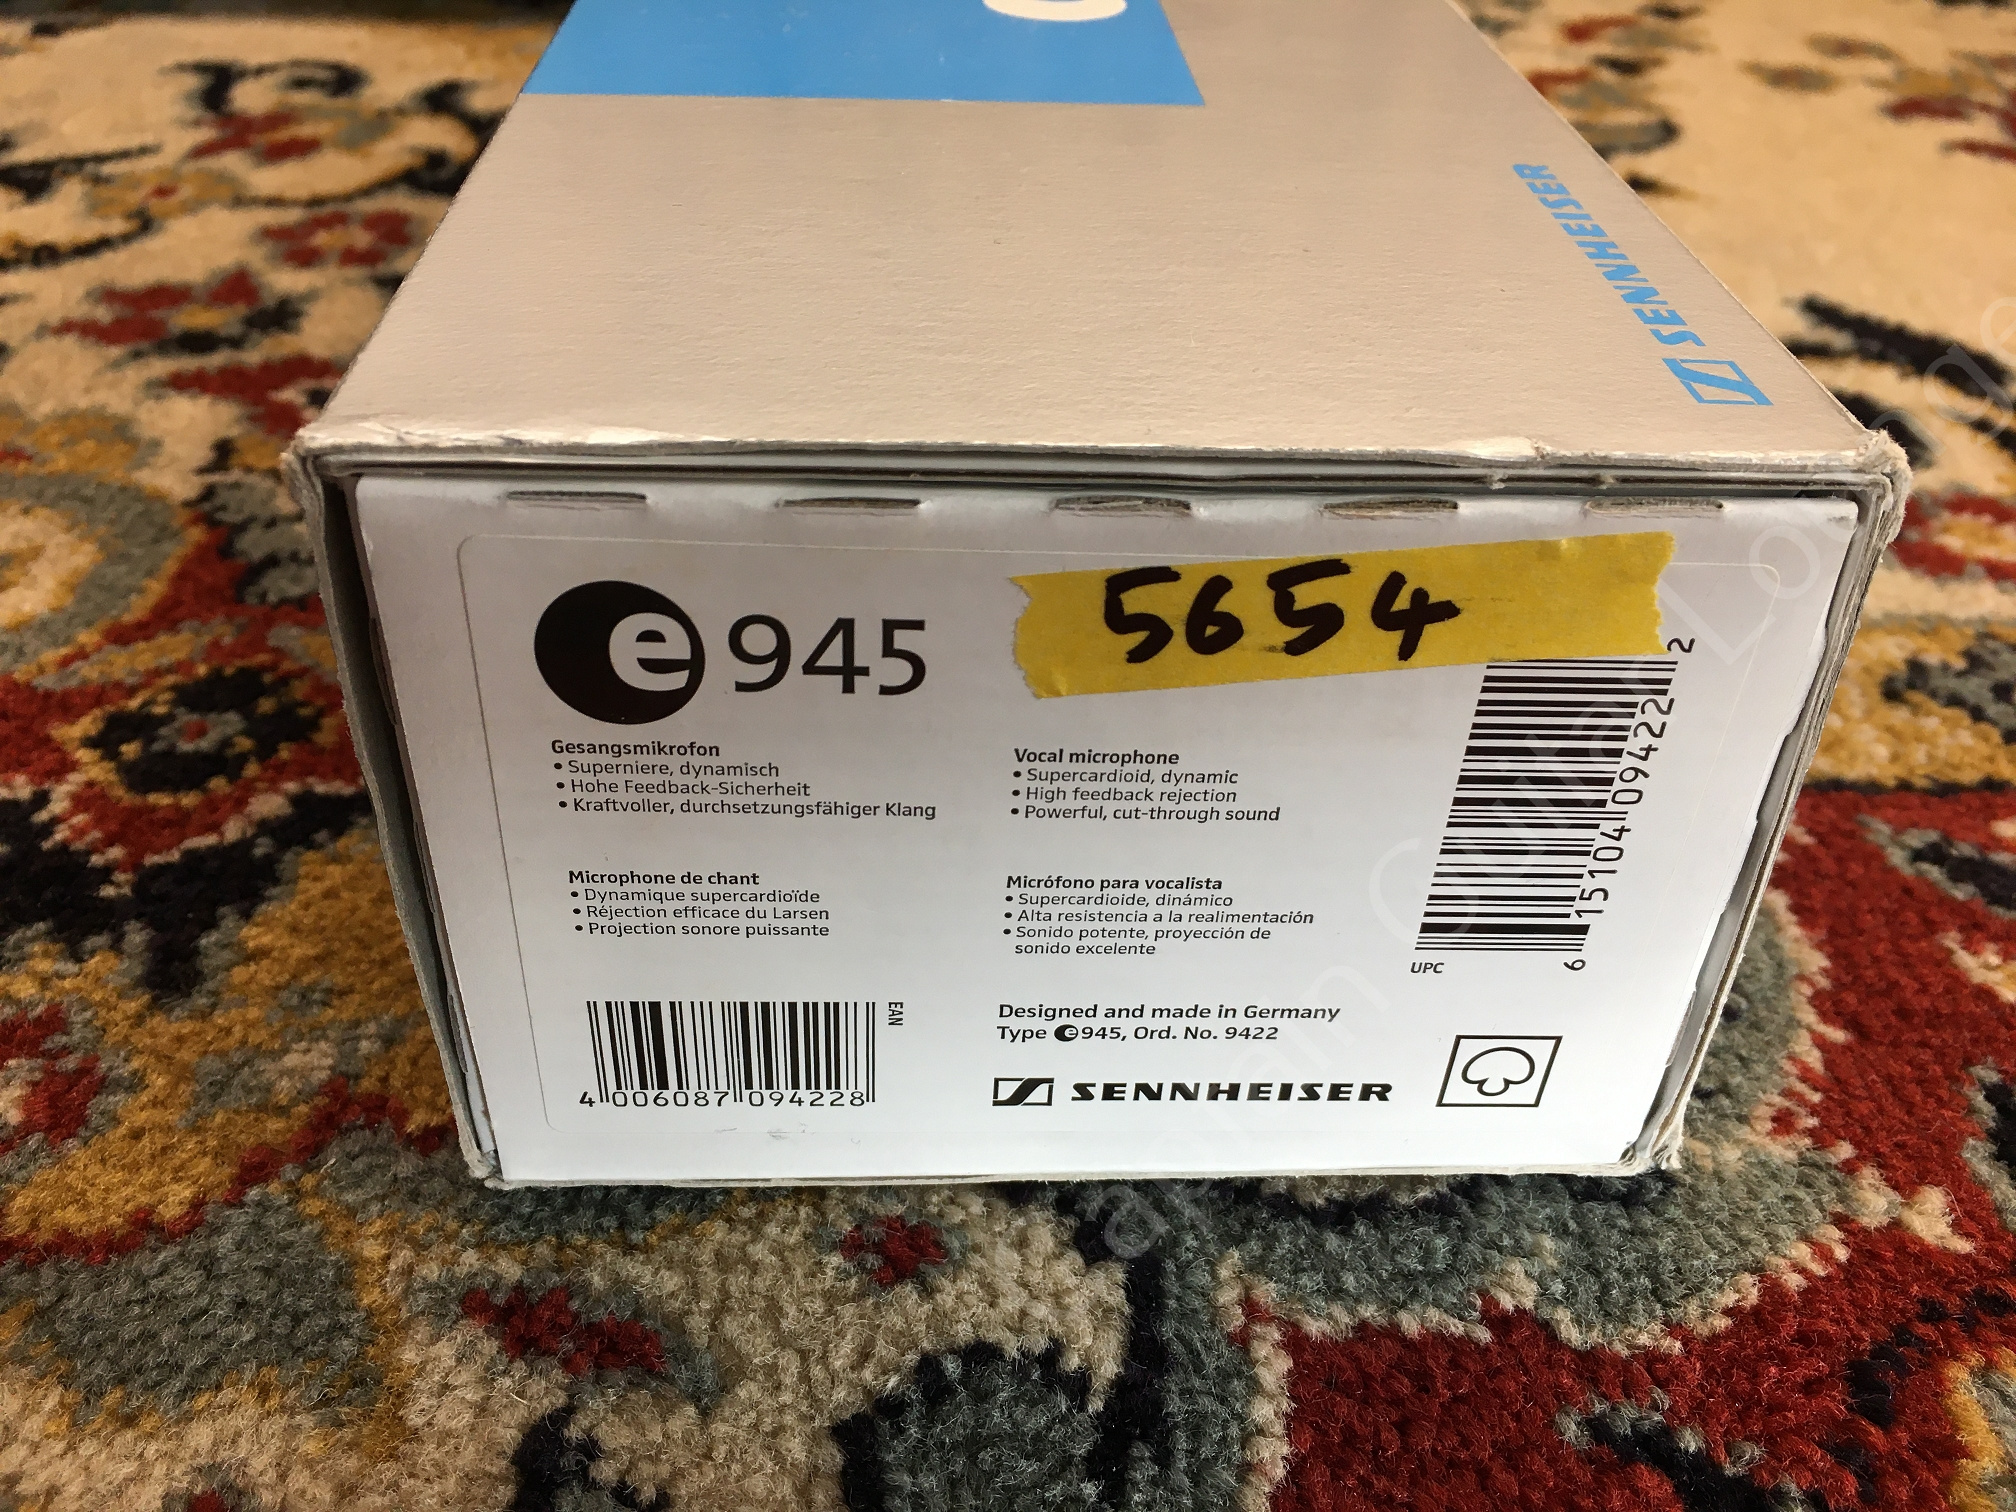 SENNHEISER
e945
5654
Gesangsmikrofon
• Superniere, dynamisch
• Hohe Feedback-Sicherheit
• Kraftvoller, durchsetzungsfähiger Klang
Vocal microphone
• Supercardioid, dynamic
• High feedback rejection
• Powerful, cut-through sound
Microphone de chant
• Dynamique supercardioïde
• Réjection efficace du Larsen
• Projection sonore puissante
Micrófono para vocalista
• Supercardioide, dinámico
• Alta resistencia a la realimentación
• Sonido potente, proyección de
sonido excelente
6 15104 09422 2
UPC
EAN
4 006087 094228
Designed and made in Germany
Type e945, Ord. No. 9422
SENNHEISER
Guitar Lounge